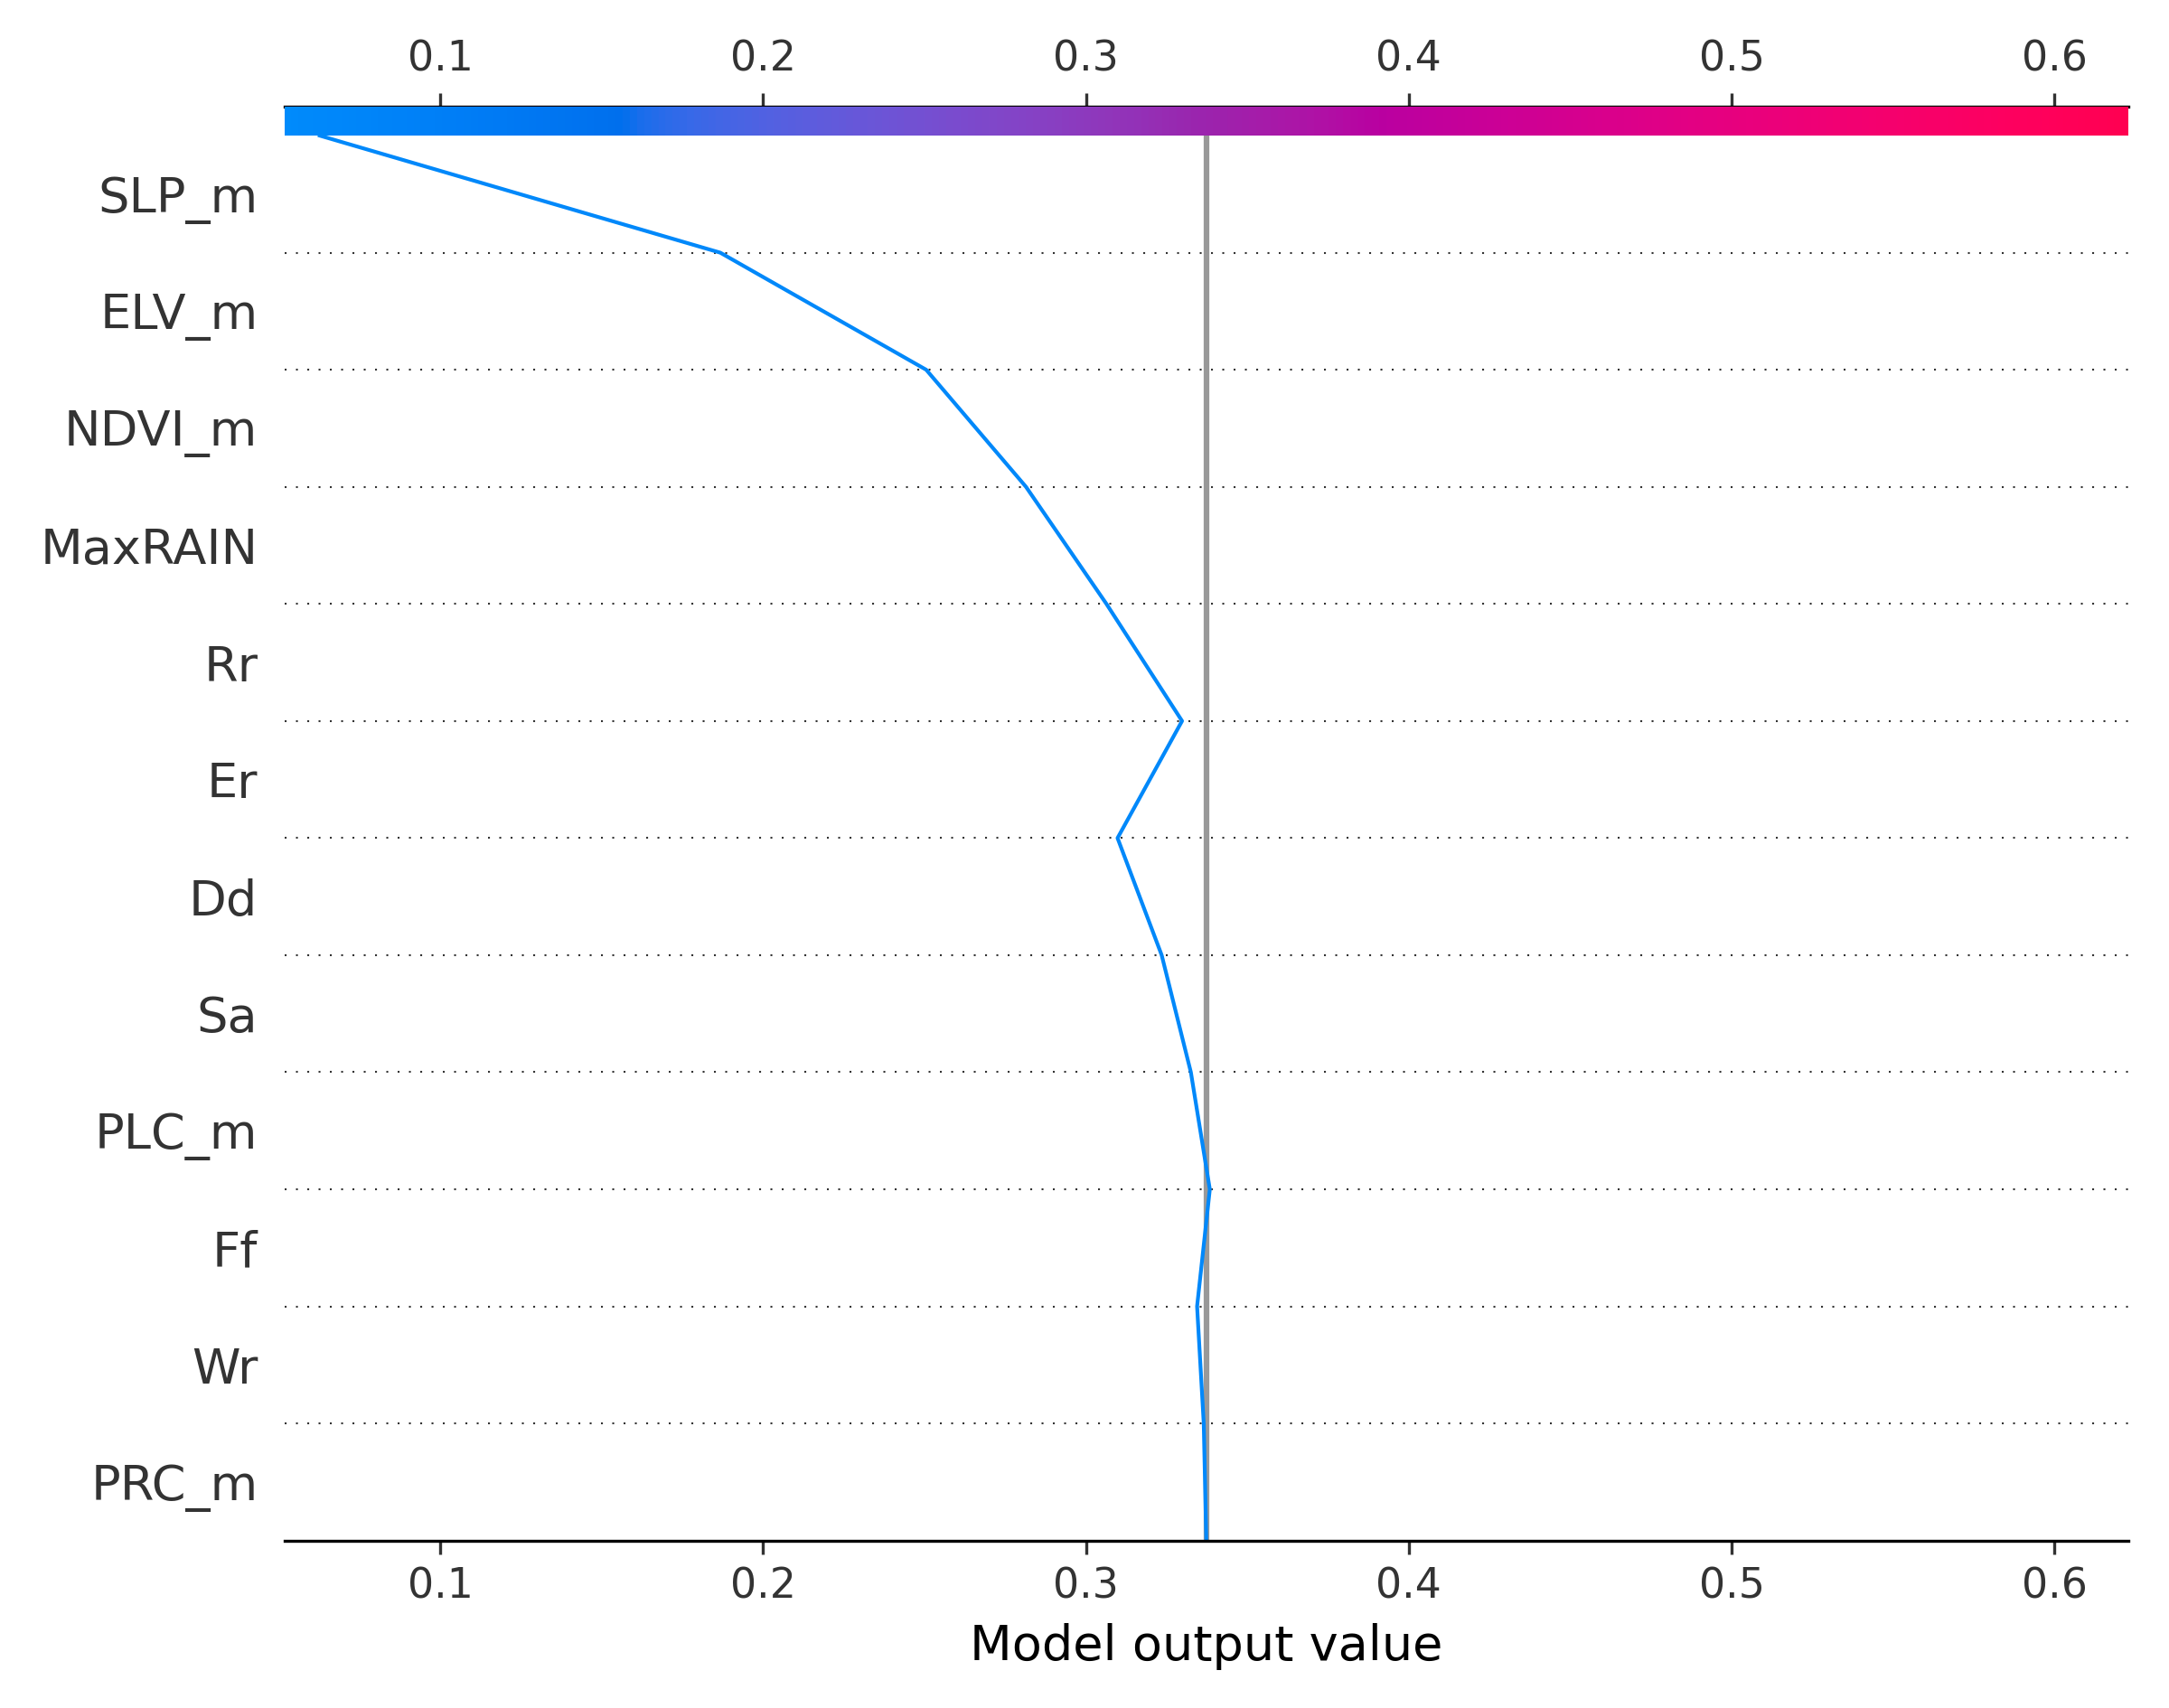 0.1 0.2 0.3 0.4 0.5 0.6
SLP_m
ELV_m
NDVI_m
MaxRAIN
Rr
Er
Dd
Sa
PLC_m
Ff
Wr
PRC_m
0.1 0.2 0.3 0.4 0.5 0.6
Model output value